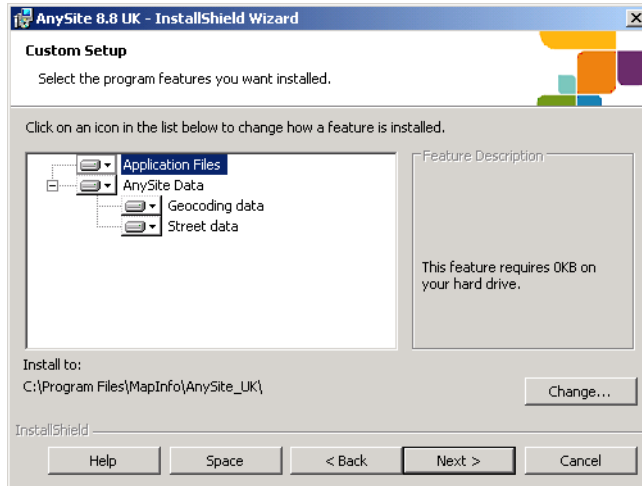 AnySite 8.8 UK - InstallShield Wizard
Custom Setup
Select the program features you want installed.
Click on an icon in the list below to change how a feature is installed.
Application Files
AnySite Data
Geocoding data
Street data
Feature Description
This feature requires 0KB on
your hard drive.
Install to:
C:\Program Files\MapInfo\AnySite_UK\
Change...
InstallShield
Help
Space
< Back
Next >
Cancel